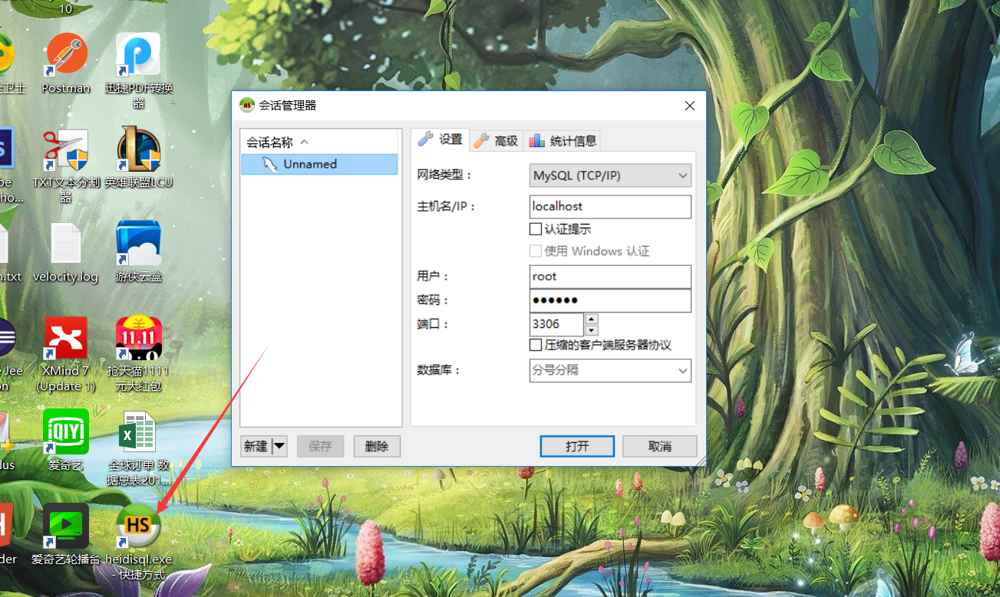 10
Postman
迅捷PDF转换
器
卫士
TXT文本分割
器
英雄联盟LCU
ho...
.txt
velocity.log
游侠云盒
11.11
XMind 7
(Update 1)
抢天猫1111
元大红包
Jee
on
iQIYI
爱奇艺
全球订单 数
据总表201...
lus
HS
爱奇艺轮播台
heidisql.exe
- 快捷方式
der
HS
会话管理器
会话名称
Unnamed
设置
高级
统计信息
网络类型：
MySQL (TCP/IP)
主机名/IP：
localhost
认证提示
使用 Windows 认证
用户：
root
密码：
●●●●●●
端口：
3306
压缩的客户端服务器协议
数据库：
分号分隔
新建
保存
删除
打开
取消